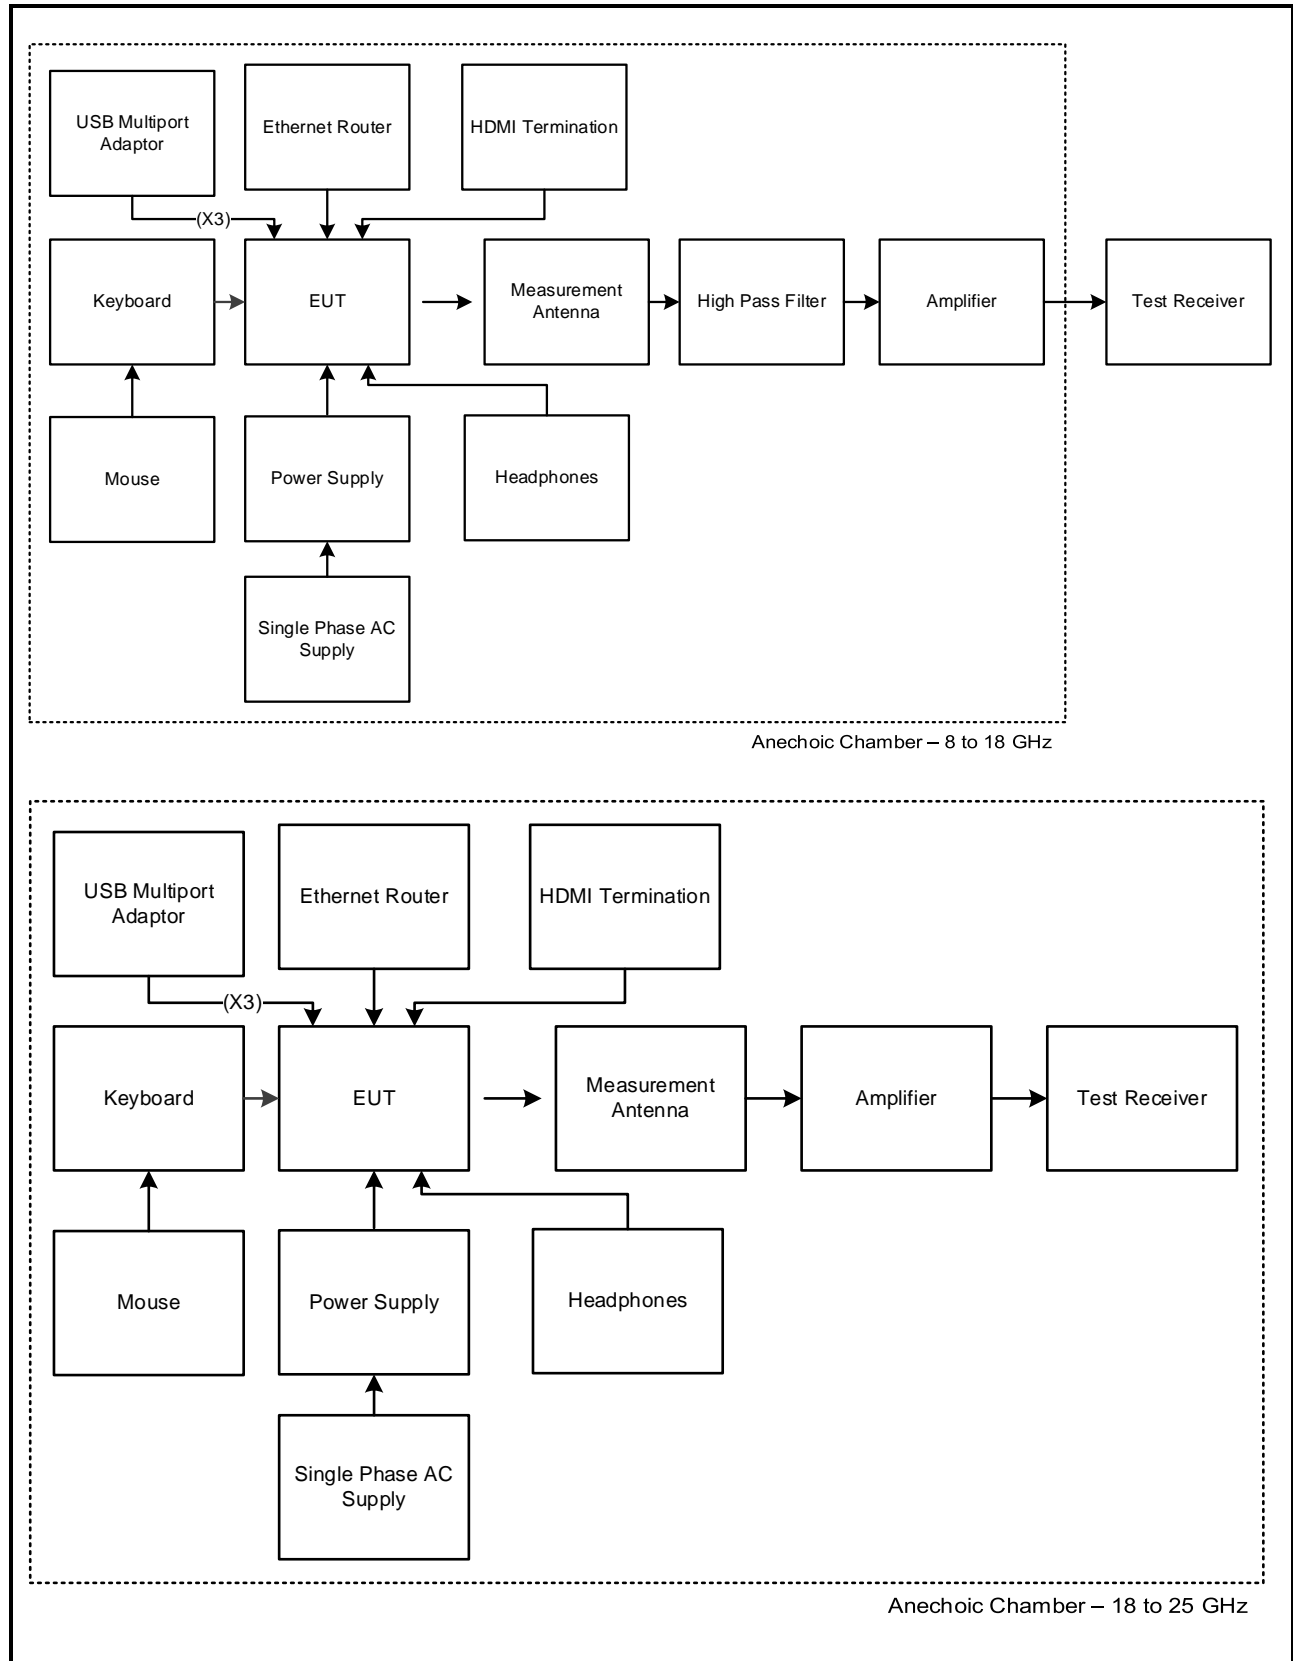 USB Multiport
Adaptor
Ethernet Router
HDMI Termination
(X3)
Keyboard
EUT
Measurement
Antenna
High Pass Filter
Amplifier
Test Receiver
Mouse
Power Supply
Headphones
Single Phase AC
Supply
Anechoic Chamber – 8 to 18 GHz
USB Multiport
Adaptor
Ethernet Router
HDMI Termination
(X3)
Keyboard
EUT
Measurement
Antenna
Amplifier
Test Receiver
Mouse
Power Supply
Headphones
Single Phase AC
Supply
Anechoic Chamber – 18 to 25 GHz